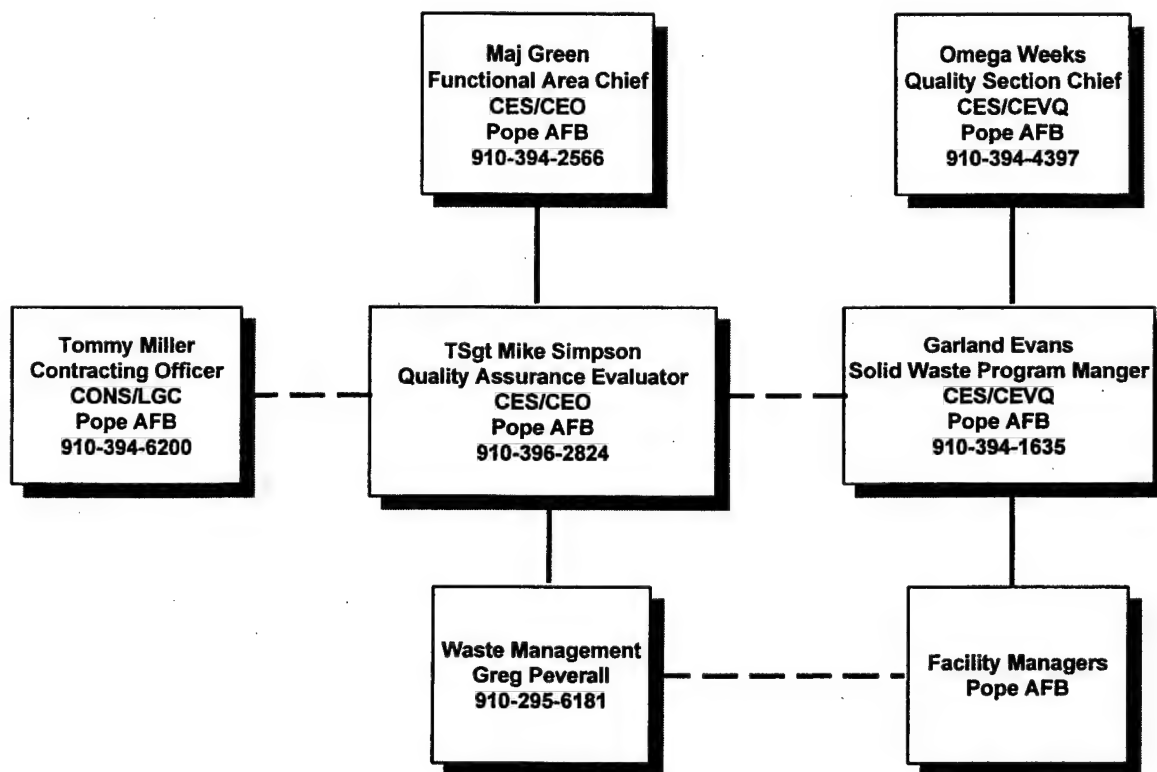 Maj Green
Functional Area Chief
CES/CEO
Pope AFB
910-394-2566
Omega Weeks
Quality Section Chief
CES/CEVQ
Pope AFB
910-394-4397
Tommy Miller
Contracting Officer
CONS/LGC
Pope AFB
910-394-6200
TSgt Mike Simpson
Quality Assurance Evaluator
CES/CEO
Pope AFB
910-396-2824
Garland Evans
Solid Waste Program Manger
CES/CEVQ
Pope AFB
910-394-1635
Waste Management
Greg Peverall
910-295-6181
Facility Managers
Pope AFB